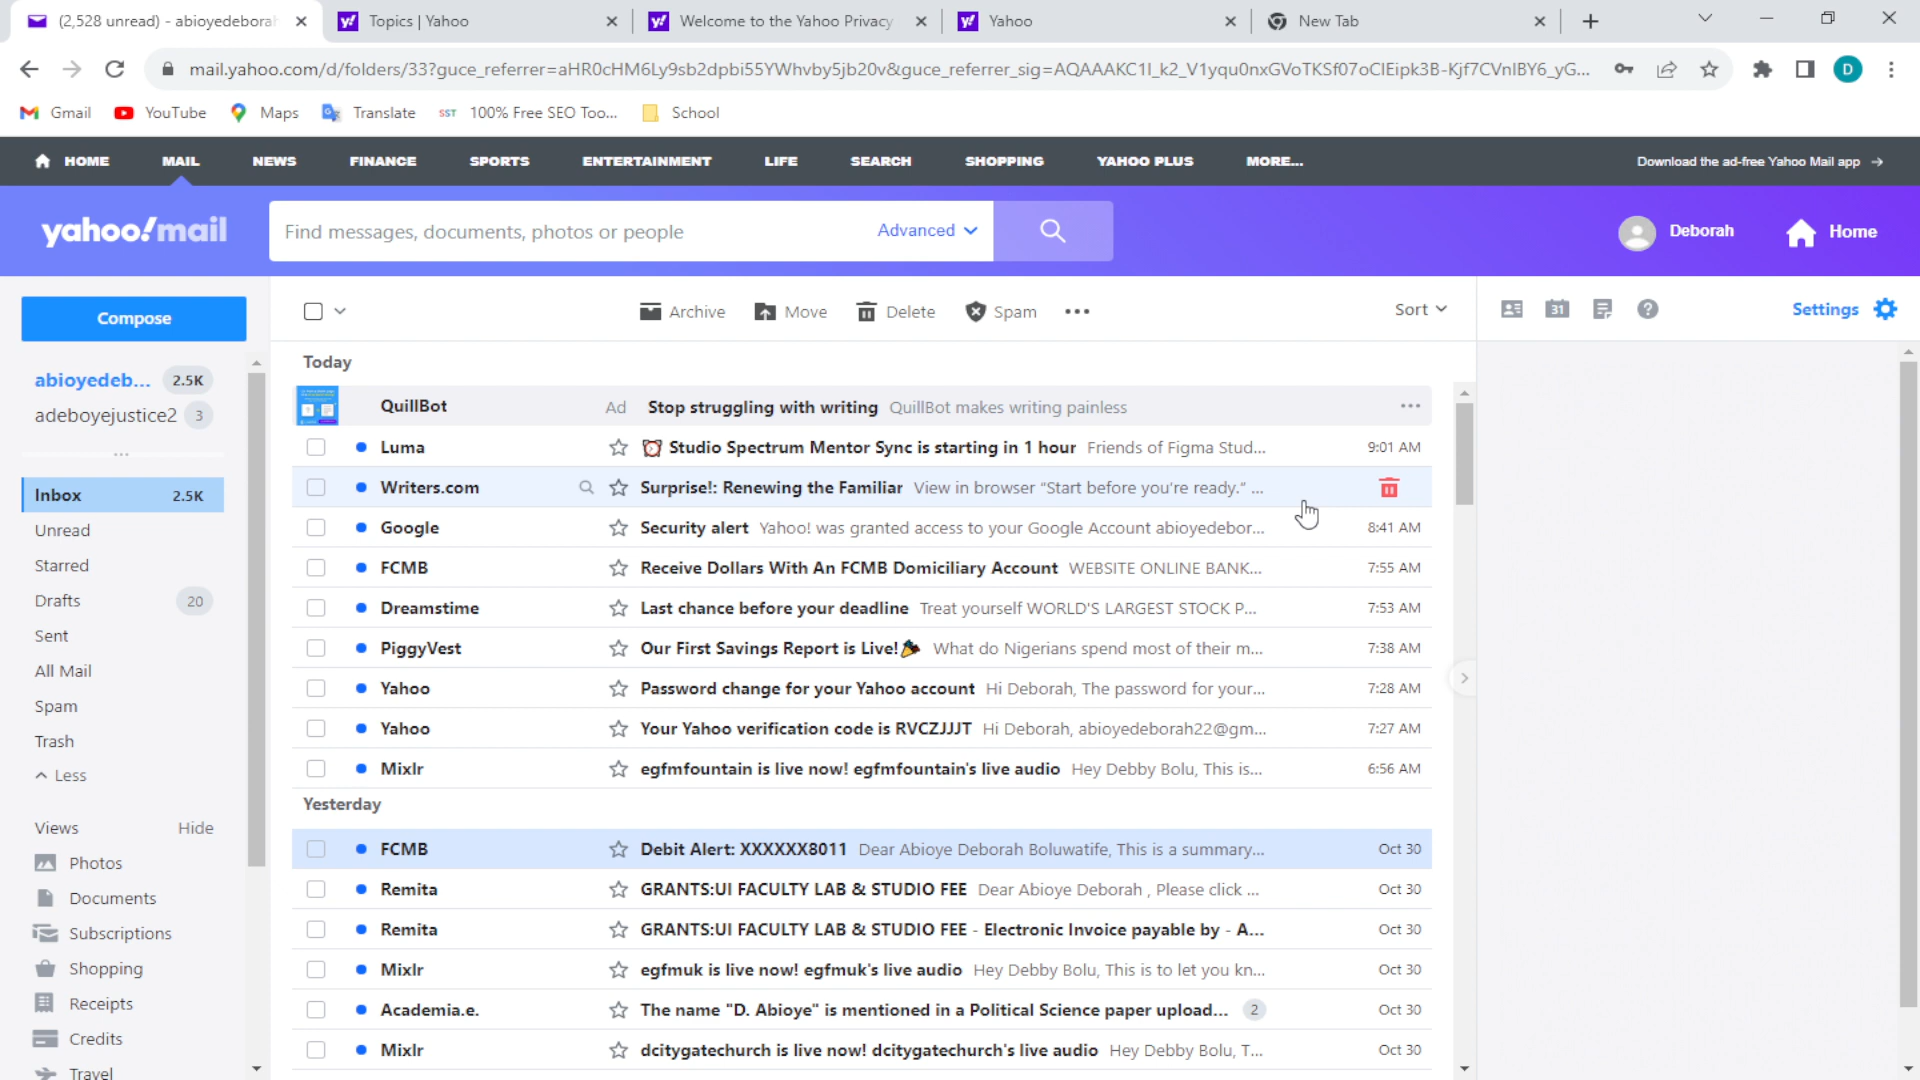 (2,528 unread) - abioyedeborah
Topics | Yahoo
Welcome to the Yahoo Privacy
Yahoo
New Tab
mail.yahoo.com/d/folders/33?guce_referrer=aHR0cHM6Ly9sb2dpbi55YWhvby5jb20v&guce_referrer_sig=AQAAAKC1I_k2_V1yqu0nxGVoTKSf07oCIEipk3B-Kjf7CVnIBY6_yG...
D
Gmail YouTube Maps Translate SST 100% Free SEO Too... School
HOME MAIL NEWS FINANCE SPORTS ENTERTAINMENT LIFE SEARCH SHOPPING YAHOO PLUS MORE... Download the ad-free Yahoo Mail app →
yahoo!mail Find messages, documents, photos or people Advanced Deborah Home
Compose Archive Move Delete Spam ••• Sort 31 Settings
abioyedeb... 2.5K
adeboyejustice2 3
Inbox 2.5K
Unread
Starred
Drafts 20
Sent
All Mail
Spam
Trash
Less
Views Hide
Photos
Documents
Subscriptions
Shopping
Receipts
Credits
Travel
Today
QuillBot Ad Stop struggling with writing QuillBot makes writing painless •••
Luma ⏰ Studio Spectrum Mentor Sync is starting in 1 hour Friends of Figma Stud... 9:01 AM
Writers.com Surprise!: Renewing the Familiar View in browser "Start before you're ready." ...
Google Security alert Yahoo! was granted access to your Google Account abioyedebor... 8:41 AM
FCMB Receive Dollars With An FCMB Domiciliary Account WEBSITE ONLINE BANK... 7:55 AM
Dreamstime Last chance before your deadline Treat yourself WORLD'S LARGEST STOCK P... 7:53 AM
PiggyVest Our First Savings Report is Live!🎉 What do Nigerians spend most of their m... 7:38 AM
Yahoo Password change for your Yahoo account Hi Deborah, The password for your... 7:28 AM
Yahoo Your Yahoo verification code is RVCZJJJT Hi Deborah, abioyedeborah22@gm... 7:27 AM
Mixlr egfmfountain is live now! egfmfountain's live audio Hey Debby Bolu, This is... 6:56 AM
Yesterday
FCMB Debit Alert: XXXXXX8011 Dear Abioye Deborah Boluwatife, This is a summary... Oct 30
Remita GRANTS:UI FACULTY LAB & STUDIO FEE Dear Abioye Deborah , Please click ... Oct 30
Remita GRANTS:UI FACULTY LAB & STUDIO FEE - Electronic Invoice payable by - A... Oct 30
Mixlr egfmuk is live now! egfmuk's live audio Hey Debby Bolu, This is to let you kn... Oct 30
Academia.e. The name "D. Abioye" is mentioned in a Political Science paper upload... 2 Oct 30
Mixlr dcitygatechurch is live now! dcitygatechurch's live audio Hey Debby Bolu, T... Oct 30